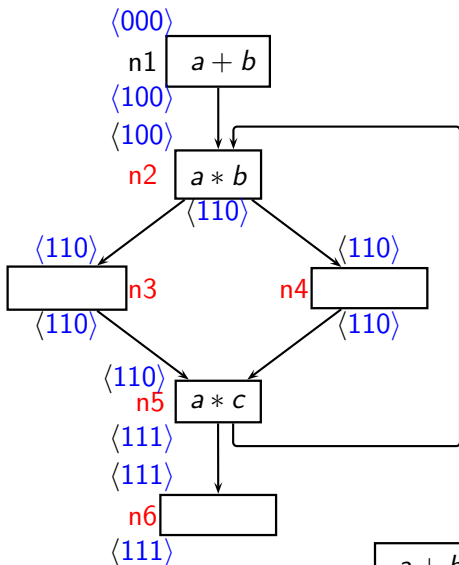 ⟨000⟩
n1 a + b
⟨100⟩
⟨100⟩
n2 a ∗ b
⟨110⟩
⟨110⟩ ⟨110⟩
n3 n4
⟨110⟩ ⟨110⟩
⟨110⟩
n5 a ∗ c
⟨111⟩
⟨111⟩
n6
⟨111⟩
a + b